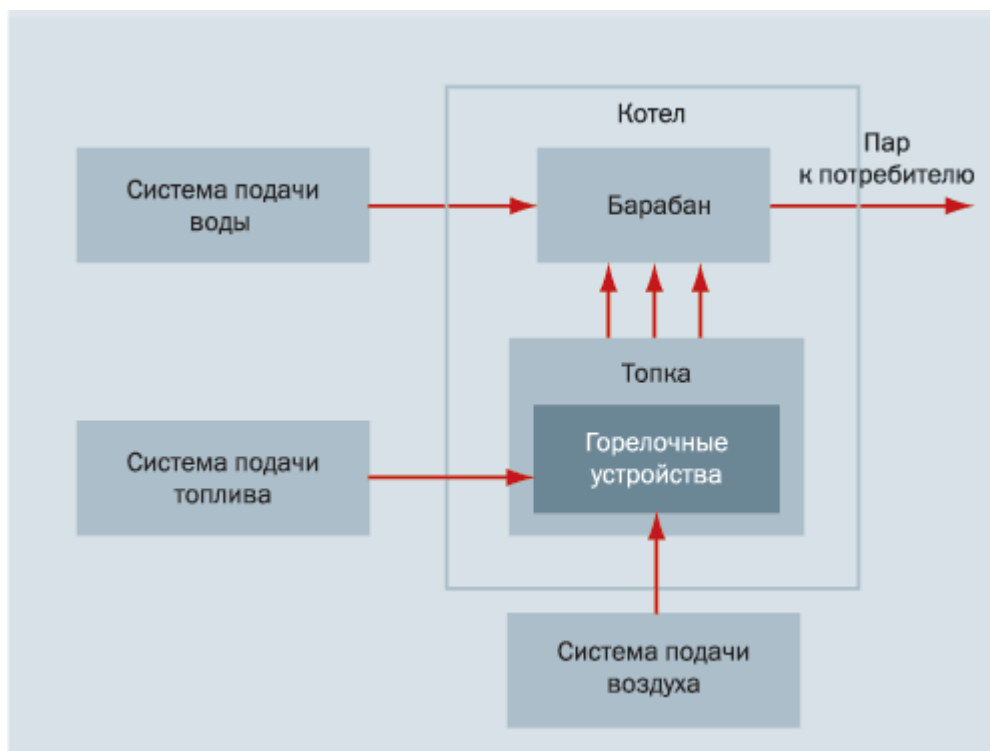 Котел
Пар
к потребителю
Система подачи
воды
Барабан
Топка
Горелочные
устройства
Система подачи
топлива
Система подачи
воздуха